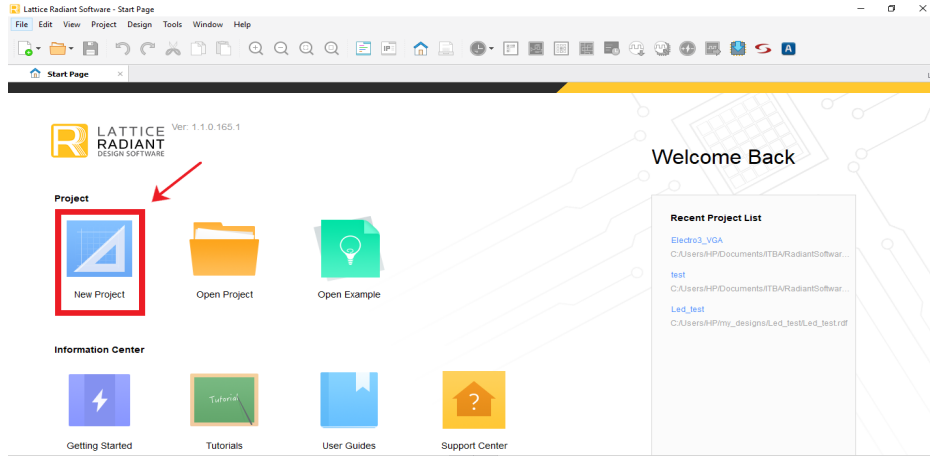 Lattice Radiant Software - Start Page
File Edit View Project Design Tools Window Help
IP
A
Start Page
L
LATTICE
RADIANT
DESIGN SOFTWARE
Ver: 1.1.0.165.1
Welcome Back
Project
New Project
Open Project
Open Example
Recent Project List
Electro3_VGA
C:/Users/HP/Documents/ITBA/RadiantSoftwar...
test
C:/Users/HP/Documents/ITBA/RadiantSoftwar...
Led_test
C:/Users/HP/my_designs/Led_test/Led_test.rdf
Information Center
Tutorial
?
Getting Started
Tutorials
User Guides
Support Center